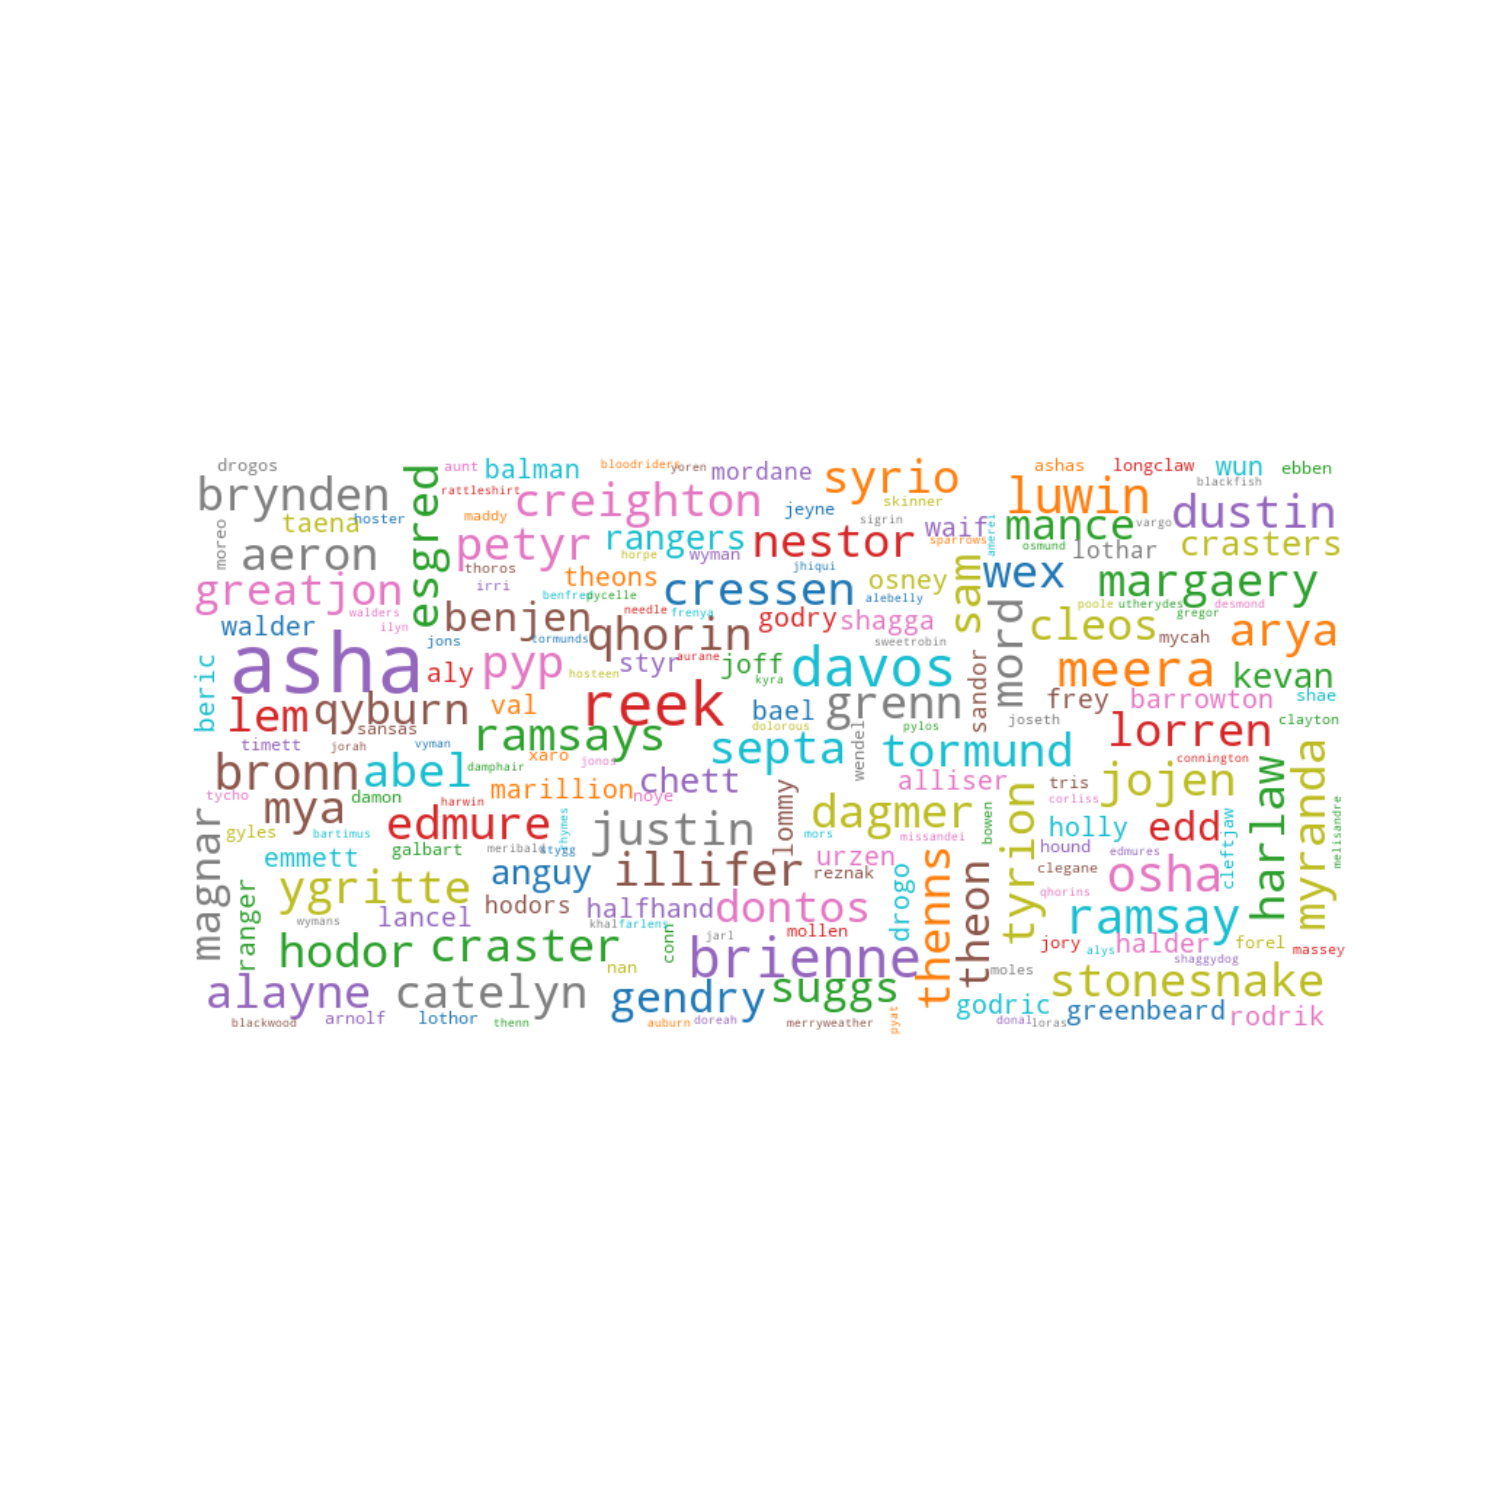 drogos
aunt
balman
bloodriders
yoren
mordane
syrio
ashas
longclaw
wun
ebben
brynden
esgred
rattleshirt
creighton
jeyne
skinner
luwin
blackfish
dustin
taena
hoster
maddy
sigrin
waif
amerei
mance
vargo
moreo
aeron
petyr
rangers
nestor
sparrows
osmund
lothar
crasters
horpe
wyman
thoros
irri
theons
jhiqui
cressen
osney
sam
wex
margaery
greatjon
benfred
pycelle
alebelly
walders
needle
frenya
poole
utherydes
desmond
gregor
walder
ilyn
jons
benjen
tormunds
qhorin
godry
shagga
sweetrobin
mord
cleos
mycah
arya
asha
aly
pyp
hosteen
styr
aurane
joff
kyra
davos
sandor
meera
kevan
beric
lem
qyburn
sansas
val
reek
bael
dolorous
grenn
pylos
joseth
frey
barrowton
shae
clayton
timett
jorah
vyman
ramsays
septa
wendel
tormund
lorren
connington
bronn
abel
damphair
xaro
jonos
chett
alliser
tris
jojen
myranda
tycho
mya
damon
harwin
marillion
noye
lommy
dagmer
bowen
tyrion
corliss
harlaw
magnar
gyles
bartimus
edmure
rhymes
justin
mors
missandei
holly
edd
cleftjaw
melisandre
emmett
galbart
meribald
stygg
urzen
hound
edmures
ygritte
anguy
illifer
reznak
drogo
thenns
theon
clegane
osha
ranger
wymans
lancel
hodors
halfhand
khal
farlens
dontos
qhorins
ramsay
hodor
craster
conn
jarl
mollen
brienne
jory
alys
halder
forel
massey
shaggydog
nan
moles
alayne
catelyn
gendry
suggs
stonesnake
godric
greenbeard
rodrik
blackwood
arnolf
lothor
thenn
auburn
doreah
merryweather
pyat
donal
loras